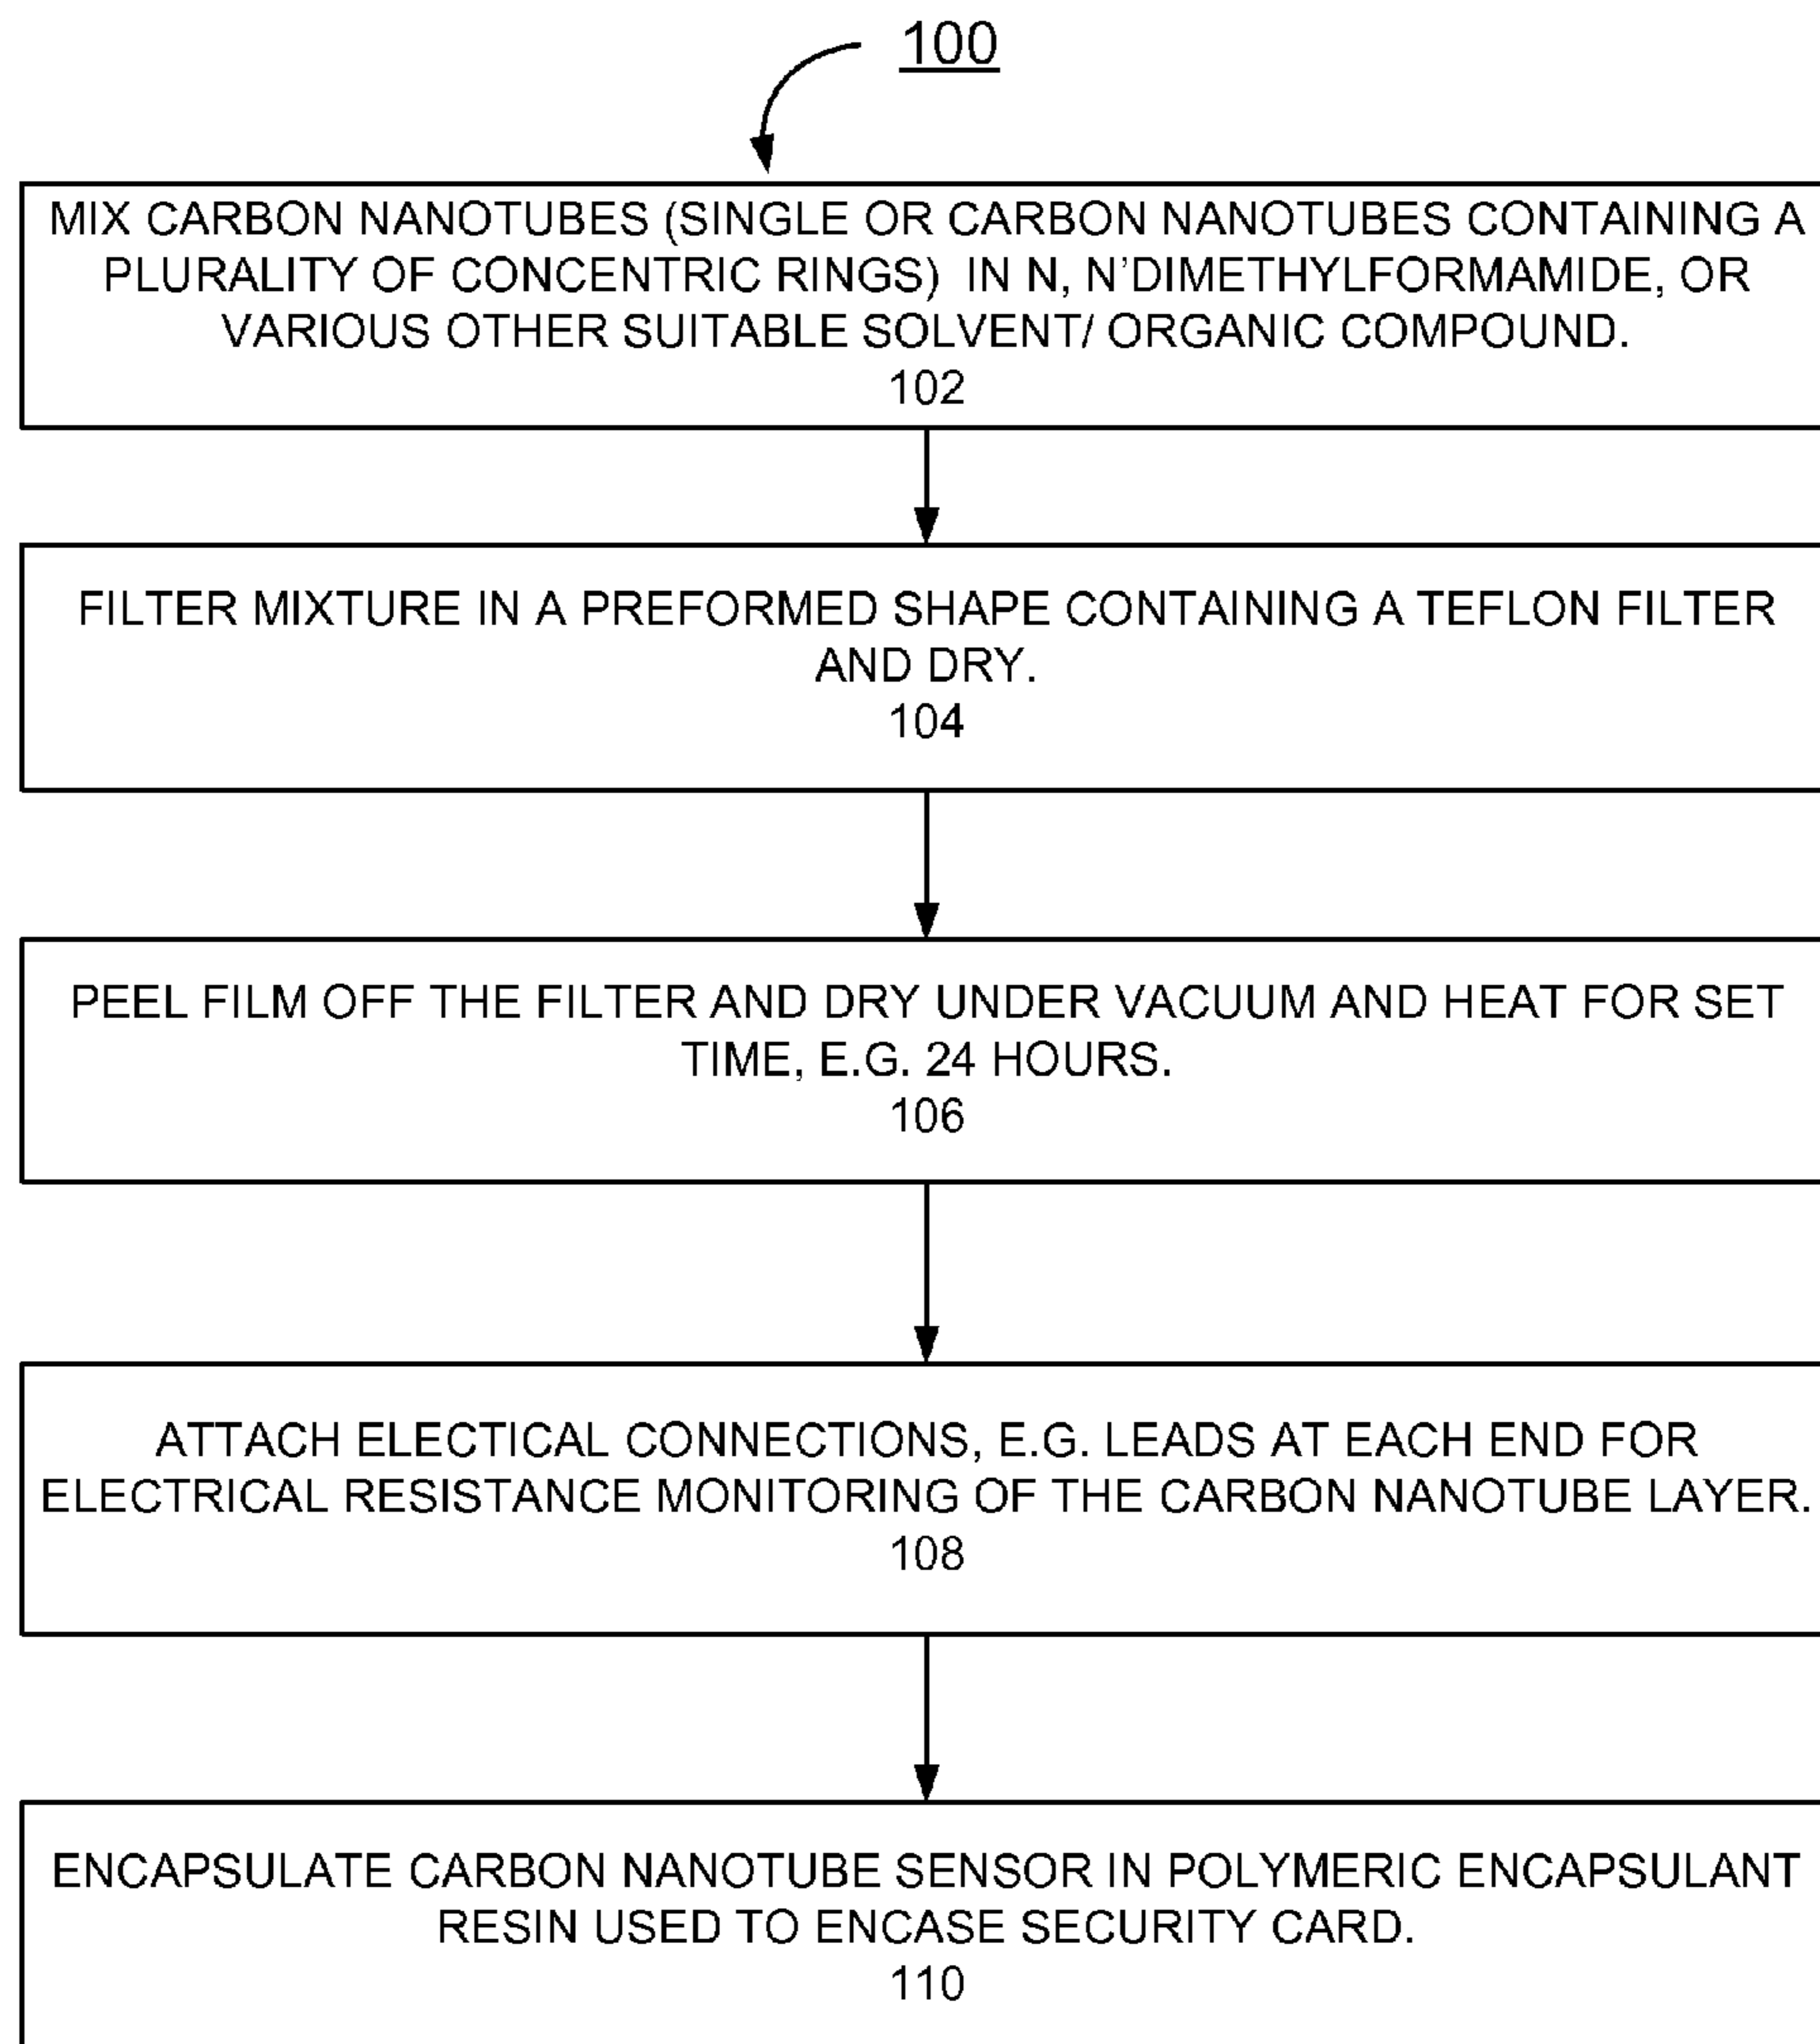 100
MIX CARBON NANOTUBES (SINGLE OR CARBON NANOTUBES CONTAINING A
PLURALITY OF CONCENTRIC RINGS) IN N, N'DIMETHYLFORMAMIDE, OR
VARIOUS OTHER SUITABLE SOLVENT/ ORGANIC COMPOUND.
102
FILTER MIXTURE IN A PREFORMED SHAPE CONTAINING A TEFLON FILTER
AND DRY.
104
PEEL FILM OFF THE FILTER AND DRY UNDER VACUUM AND HEAT FOR SET
TIME, E.G. 24 HOURS.
106
ATTACH ELECTICAL CONNECTIONS, E.G. LEADS AT EACH END FOR
ELECTRICAL RESISTANCE MONITORING OF THE CARBON NANOTUBE LAYER.
108
ENCAPSULATE CARBON NANOTUBE SENSOR IN POLYMERIC ENCAPSULANT
RESIN USED TO ENCASE SECURITY CARD.
110